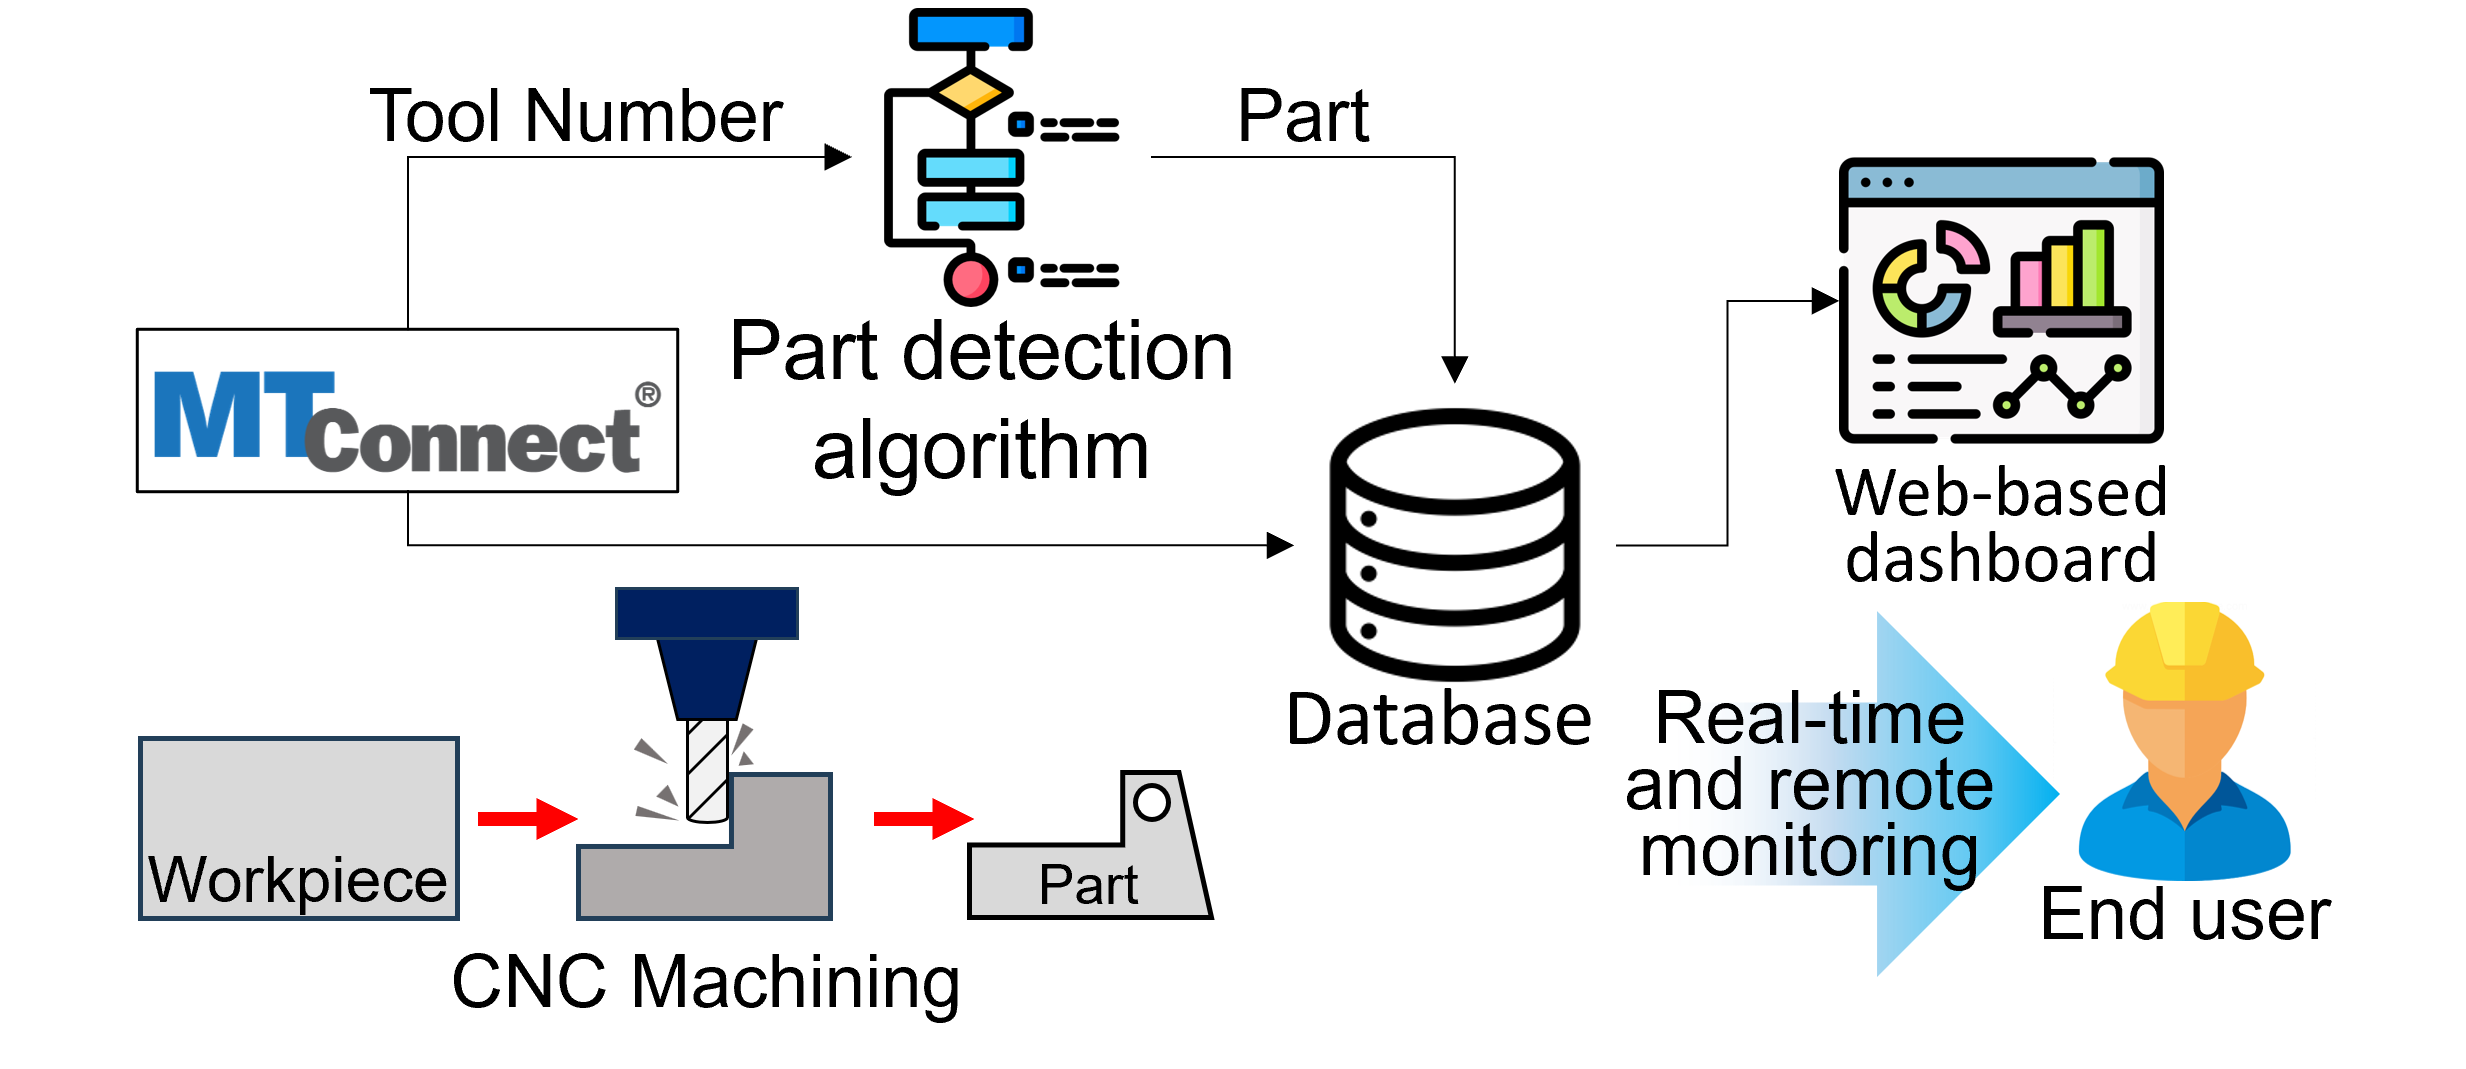 Tool Number
Part
Part detection
algorithm
MTConnect®
Web-based
dashboard
Database
Workpiece
Part
CNC Machining
Real-time
and remote
monitoring
End user